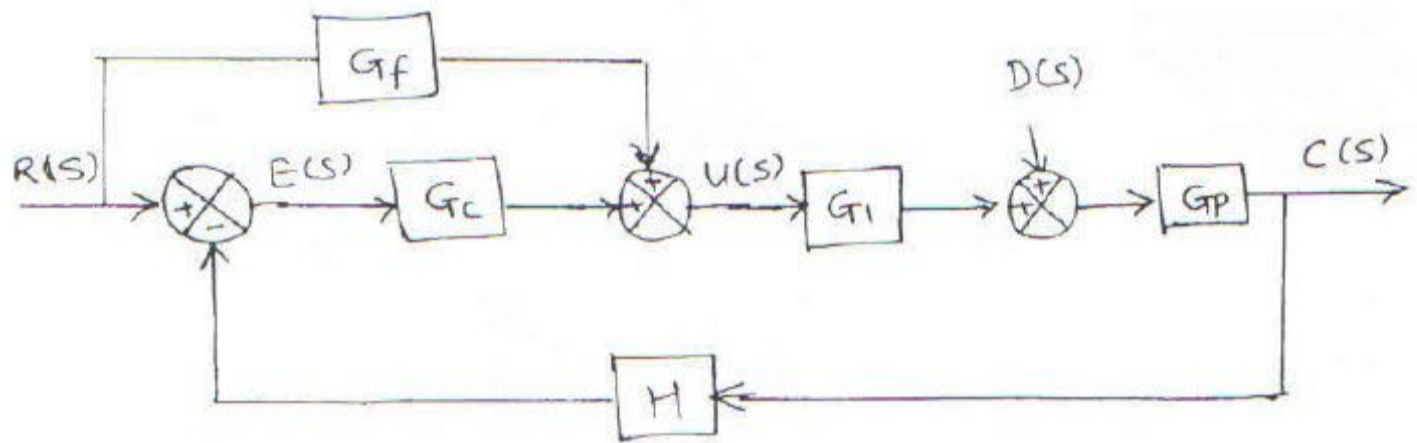 Gf
D(S)
R(S) + - E(S) Gc + + U(S) G1 + + Gp C(S)
H